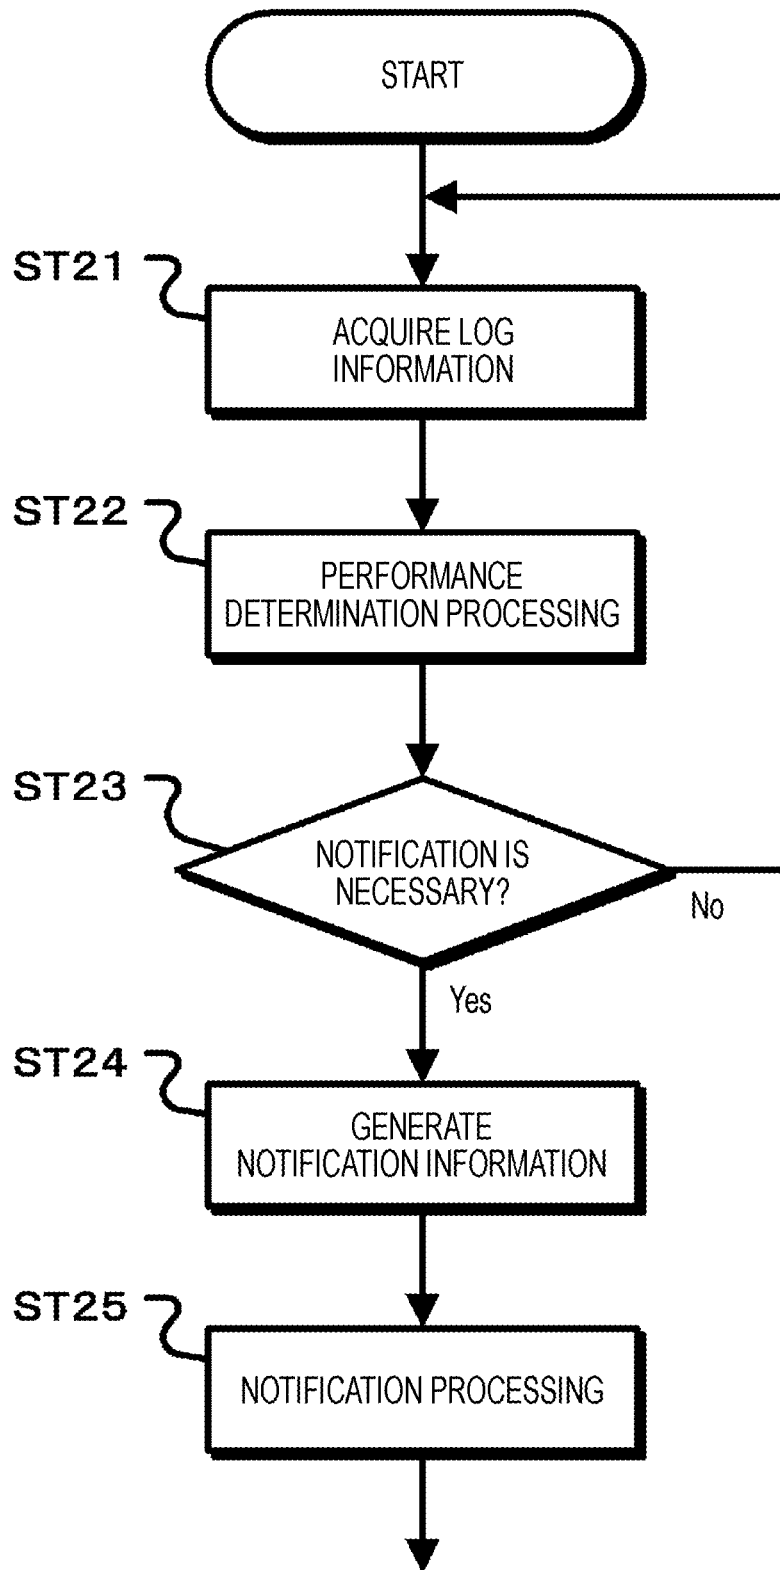 START
ST21
ACQUIRE LOG
INFORMATION
ST22
PERFORMANCE
DETERMINATION PROCESSING
ST23
NOTIFICATION IS
NECESSARY?
No
Yes
ST24
GENERATE
NOTIFICATION INFORMATION
ST25
NOTIFICATION PROCESSING